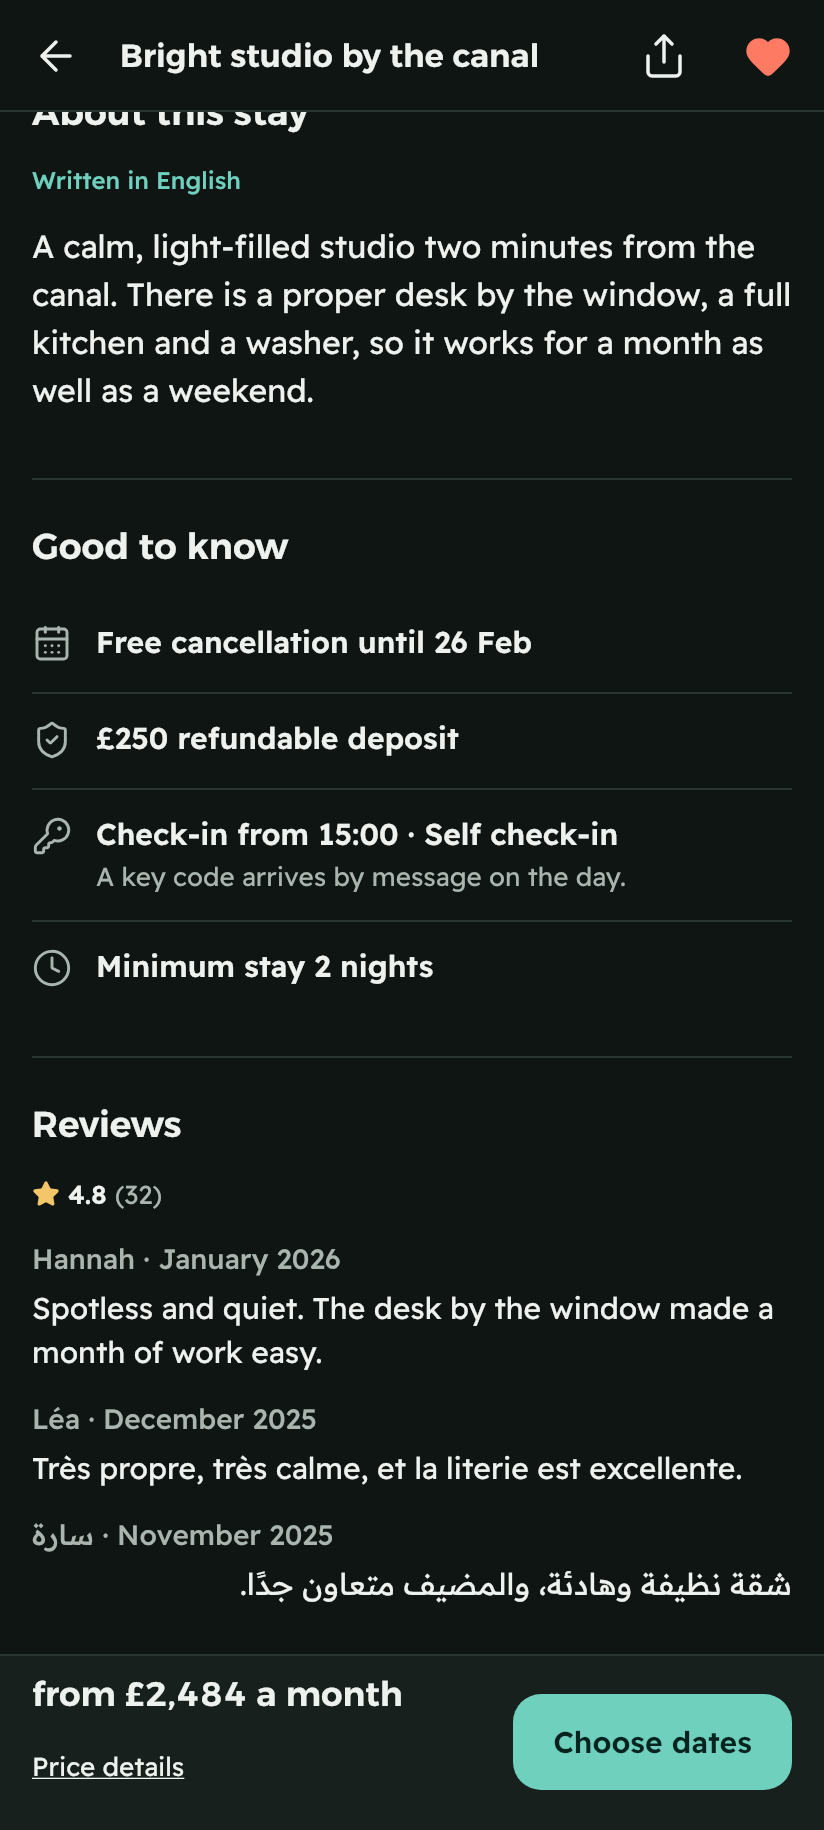 Bright studio by the canal
About this stay
Written in English
A calm, light-filled studio two minutes from the
canal. There is a proper desk by the window, a full
kitchen and a washer, so it works for a month as
well as a weekend.
Good to know
Free cancellation until 26 Feb
£250 refundable deposit
Check-in from 15:00 · Self check-in
A key code arrives by message on the day.
Minimum stay 2 nights
Reviews
4.8 (32)
Hannah · January 2026
Spotless and quiet. The desk by the window made a
month of work easy.
Léa · December 2025
Très propre, très calme, et la literie est excellente.
سارة · November 2025
شقة نظيفة وهادئة، والمضيف متعاون جدًا.
from £2,484 a month
Price details
Choose dates